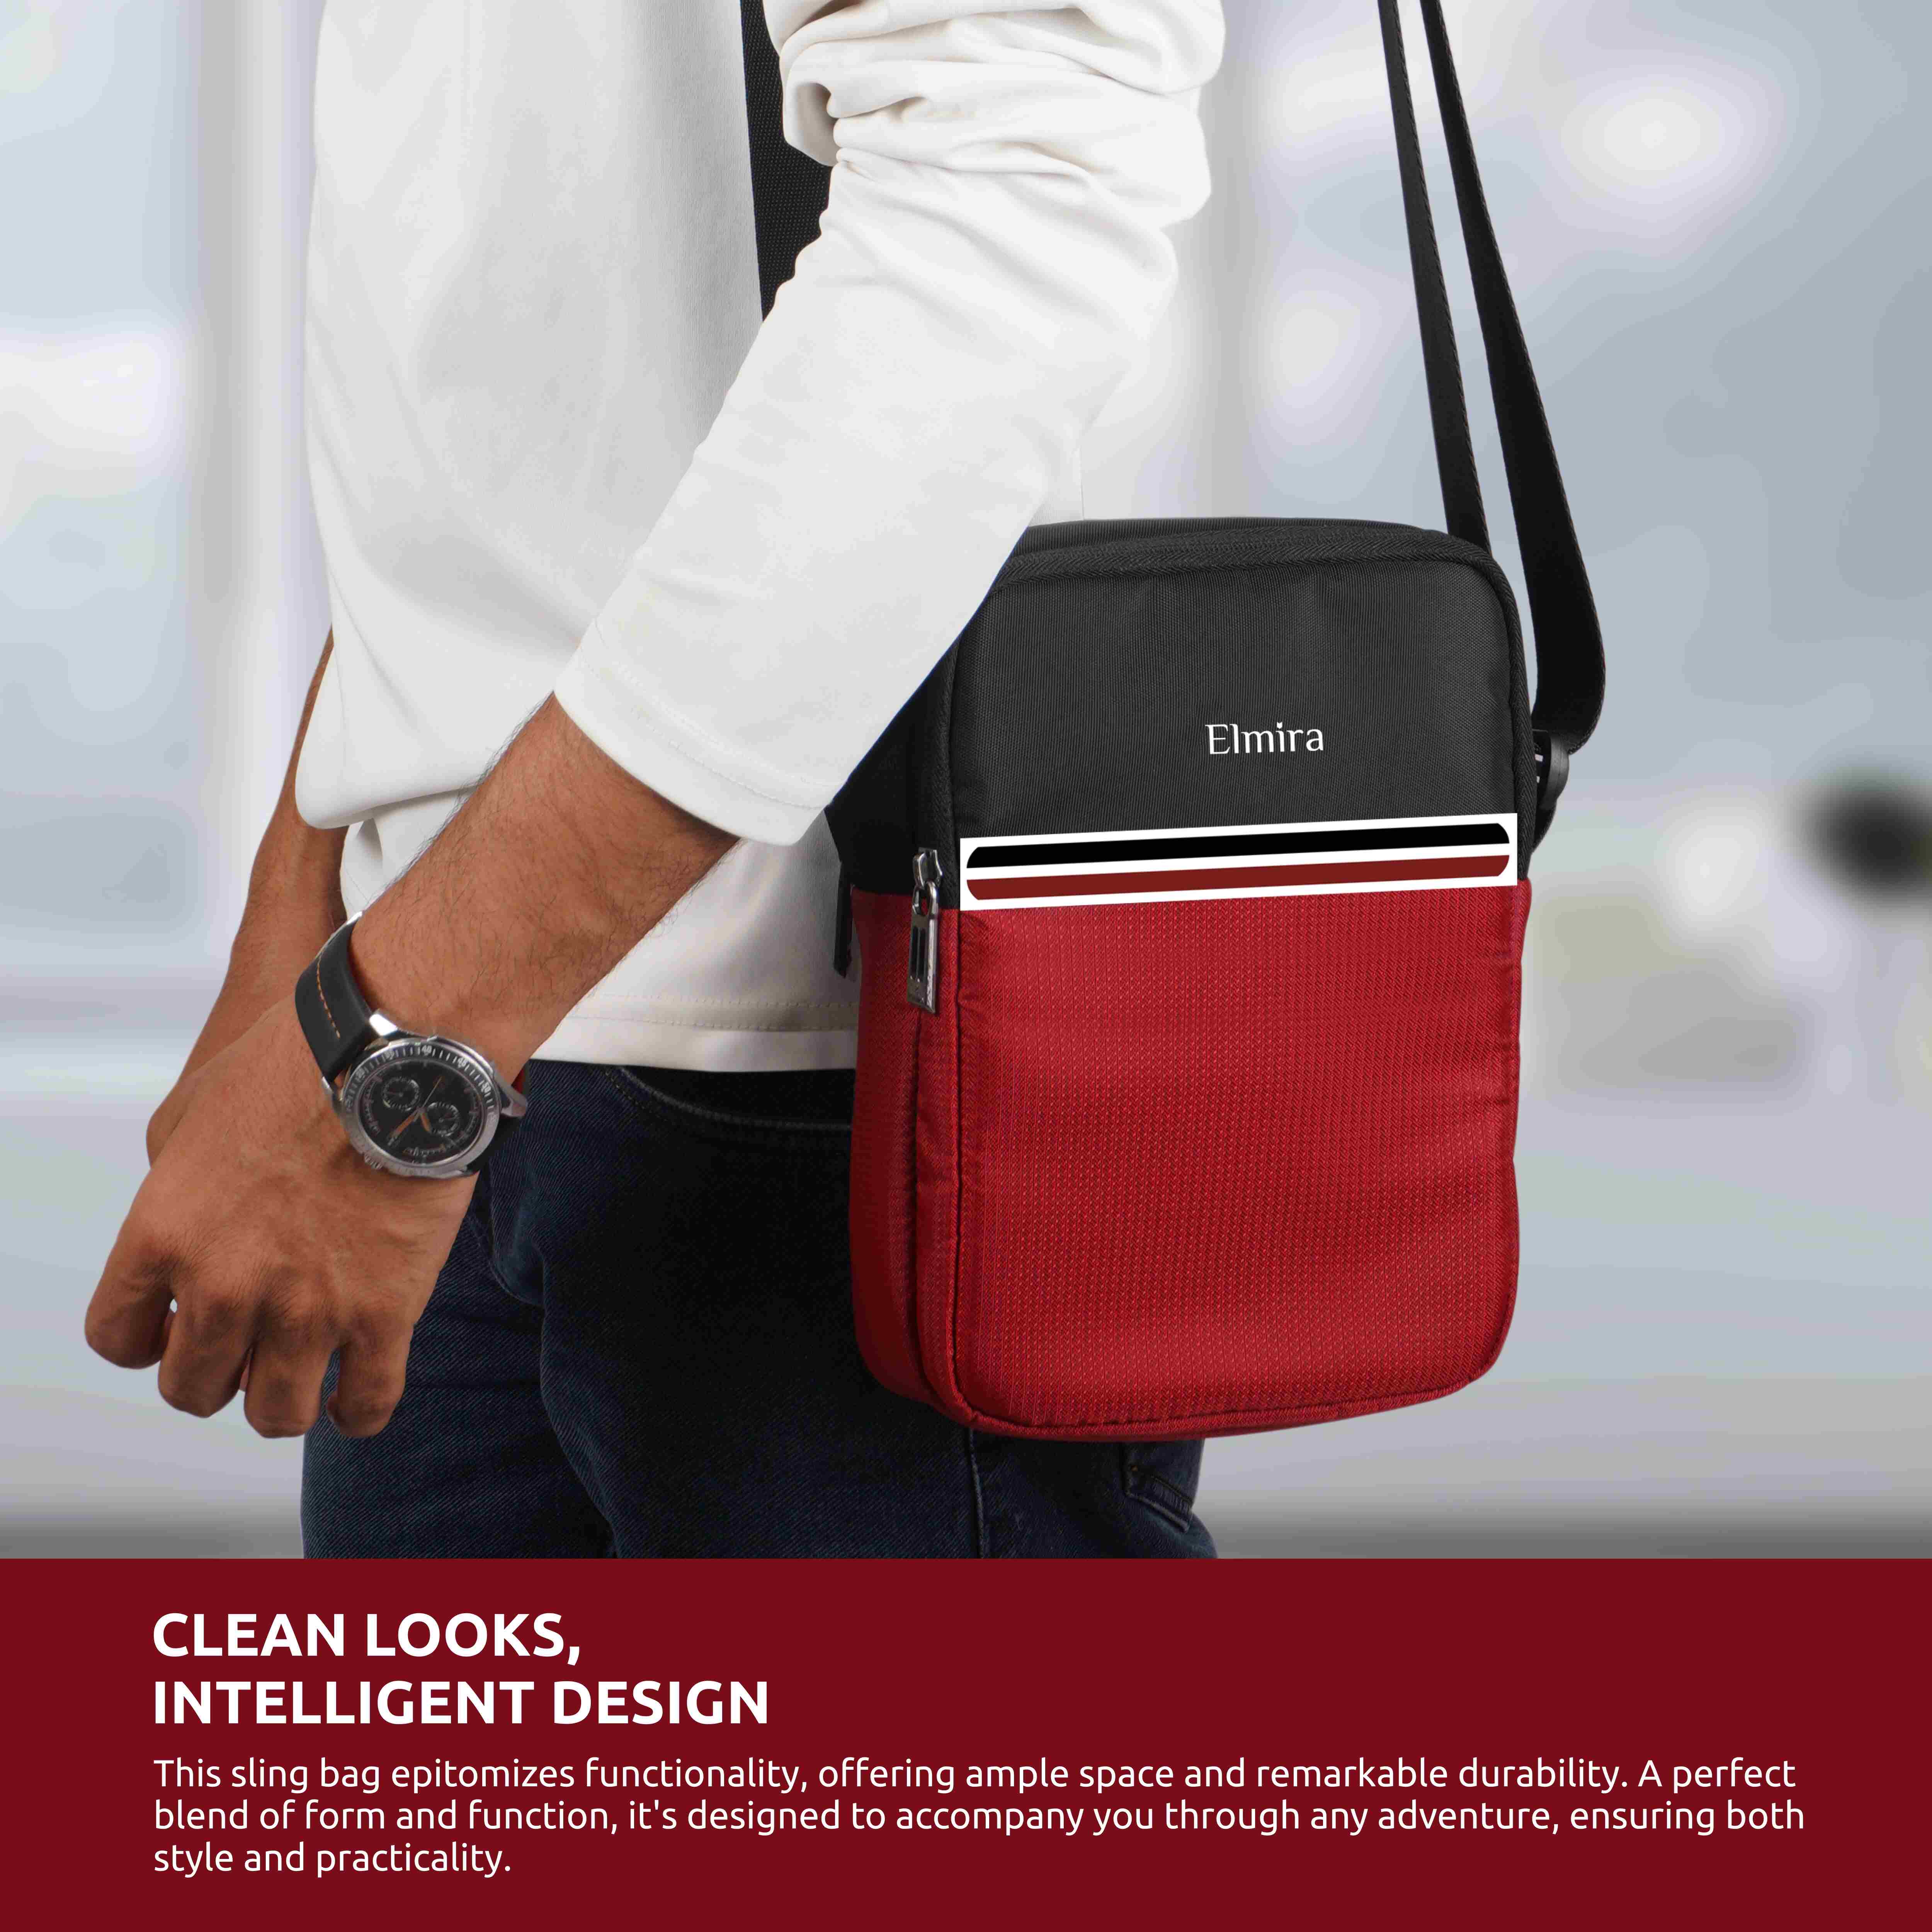 Elmira
CLEAN LOOKS,
INTELLIGENT DESIGN
This sling bag epitomizes functionality, offering ample space and remarkable durability. A perfect
blend of form and function, it's designed to accompany you through any adventure, ensuring both
style and practicality.